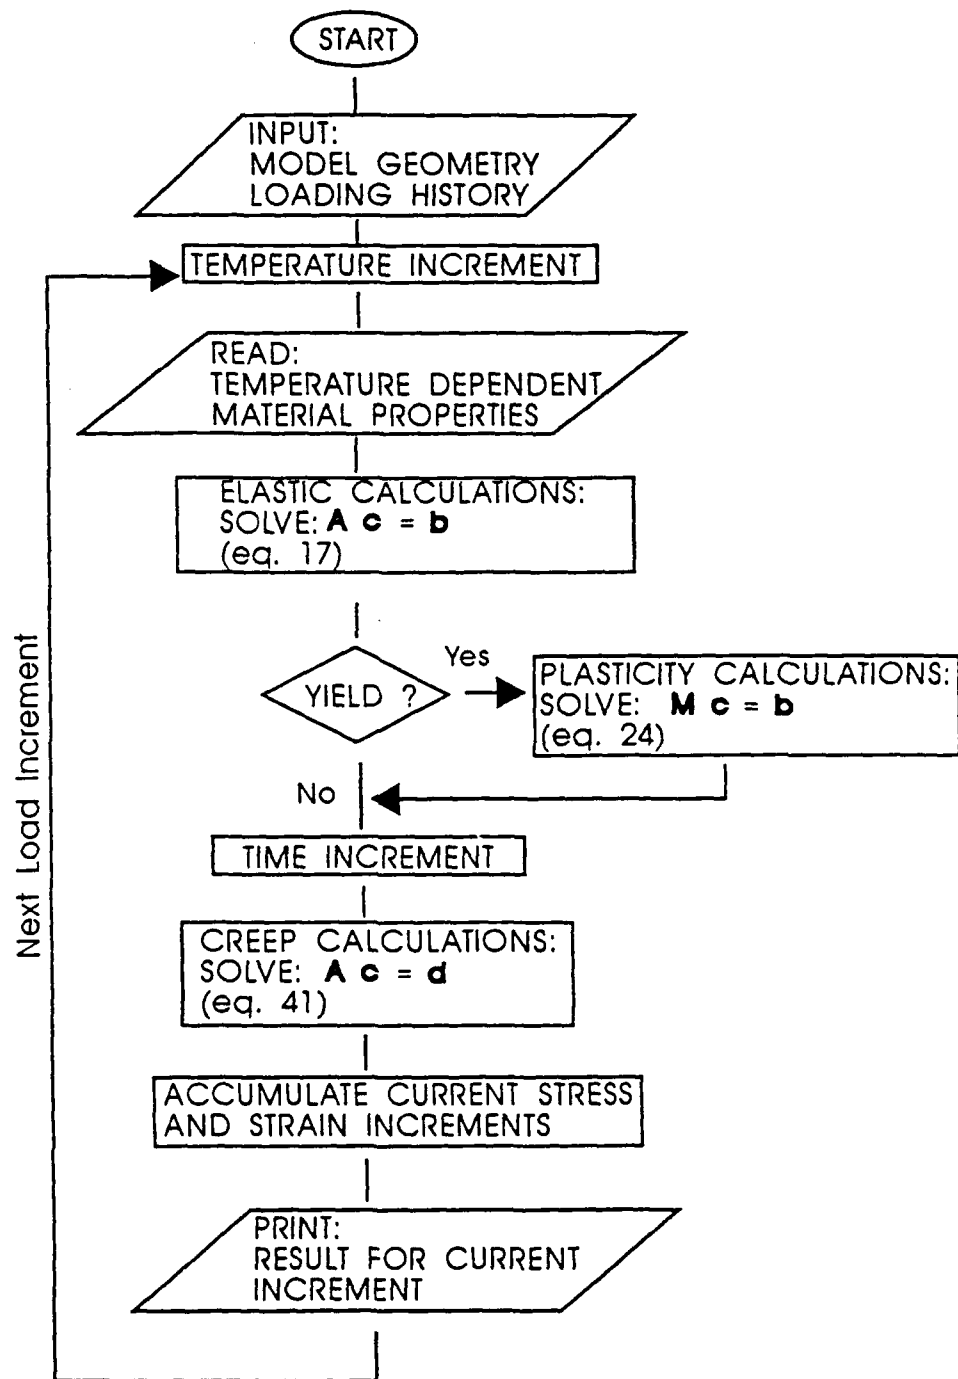 START
INPUT:
MODEL GEOMETRY
LOADING HISTORY
TEMPERATURE INCREMENT
READ:
TEMPERATURE DEPENDENT
MATERIAL PROPERTIES
ELASTIC CALCULATIONS:
SOLVE: A c = b
(eq. 17)
YIELD ?
Yes
PLASTICITY CALCULATIONS:
SOLVE: M c = b
(eq. 24)
No
TIME INCREMENT
CREEP CALCULATIONS:
SOLVE: A c = d
(eq. 41)
ACCUMULATE CURRENT STRESS
AND STRAIN INCREMENTS
PRINT:
RESULT FOR CURRENT
INCREMENT
Next Load Increment